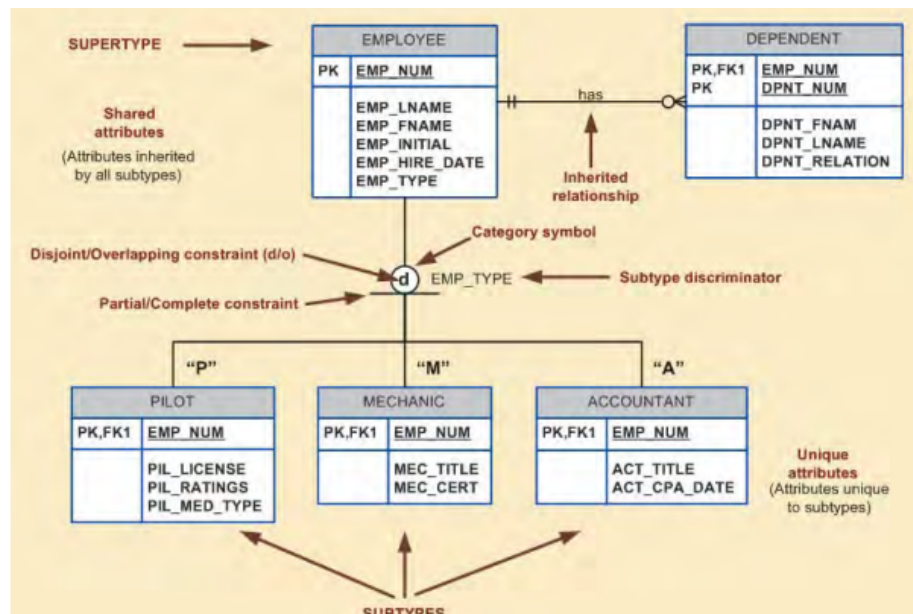 SUPERTYPE
EMPLOYEE
PK EMP_NUM
EMP_LNAME
EMP_FNAME
EMP_INITIAL
EMP_HIRE_DATE
EMP_TYPE
has
DEPENDENT
PK,FK1 EMP_NUM
PK DPNT_NUM
DPNT_FNAM
DPNT_LNAME
DPNT_RELATION
Shared
attributes
(Attributes inherited
by all subtypes)
Inherited
relationship
Category symbol
Disjoint/Overlapping constraint (d/o)
d
EMP_TYPE
Subtype discriminator
Partial/Complete constraint
“P”
“M”
“A”
PILOT
PK,FK1 EMP_NUM
PIL_LICENSE
PIL_RATINGS
PIL_MED_TYPE
MECHANIC
PK,FK1 EMP_NUM
MEC_TITLE
MEC_CERT
ACCOUNTANT
PK,FK1 EMP_NUM
ACT_TITLE
ACT_CPA_DATE
Unique
attributes
(Attributes unique
to subtypes)
SUBTYPES